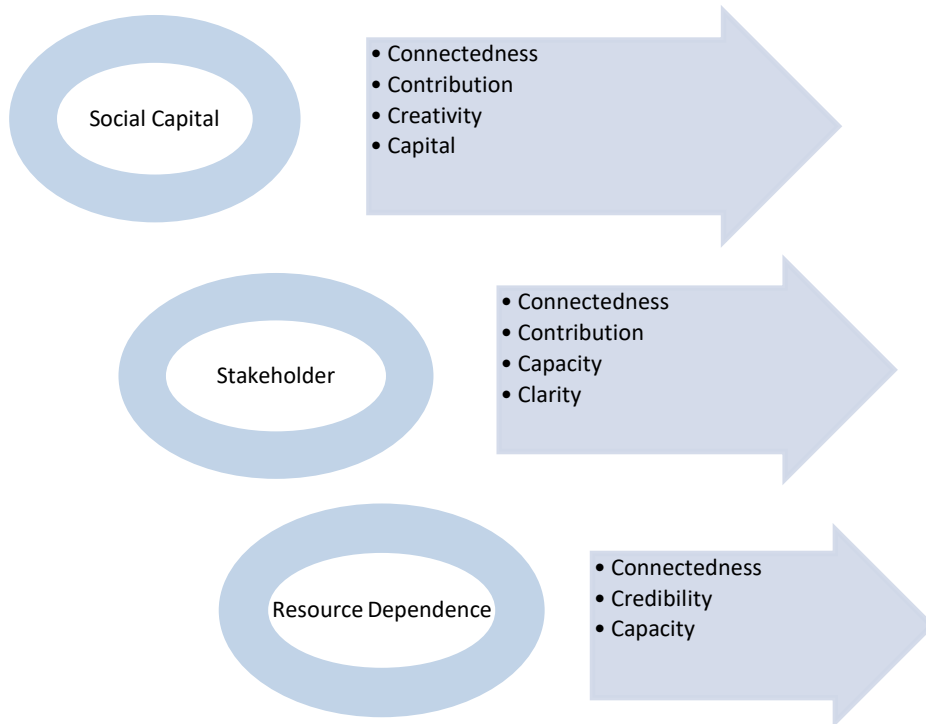 Social Capital
• Connectedness
• Contribution
• Creativity
• Capital
Stakeholder
• Connectedness
• Contribution
• Capacity
• Clarity
Resource Dependence
• Connectedness
• Credibility
• Capacity